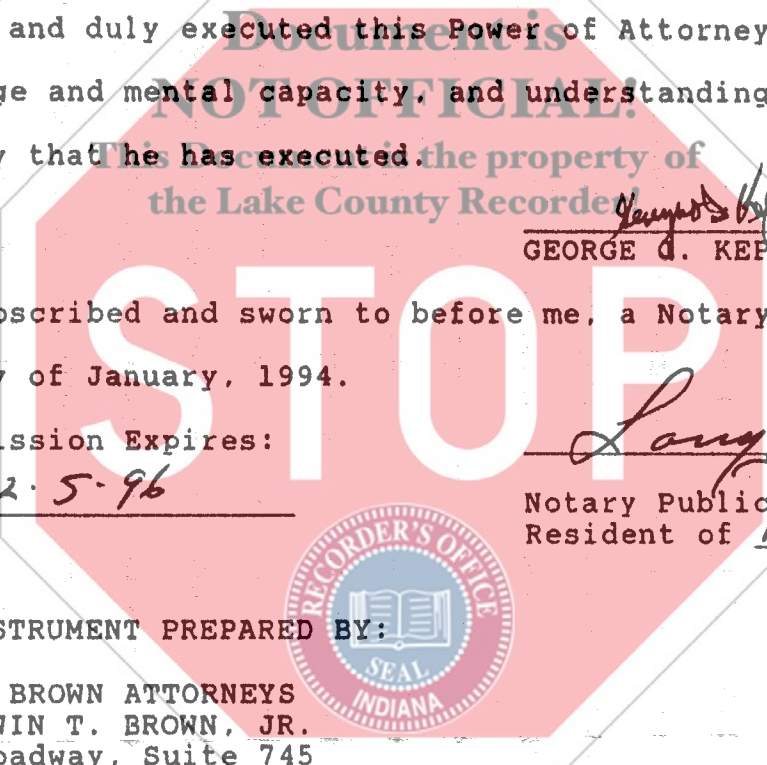 and duly executed this Power of Attorney
Document is
ge and mental capacity, and understanding
NOT OFFICIAL!
y that he has executed.
This Document is the property of
the Lake County Recorder!
GEORGE G. KEP
STOP
oscribed and sworn to before me, a Notary
y of January, 1994.
ission Expires:
2-5-96
Notary Public
Resident of
RECORDER'S OFFICE
SEAL
INDIANA
STRUMENT PREPARED BY:
BROWN ATTORNEYS
WIN T. BROWN, JR.
oadway, Suite 745